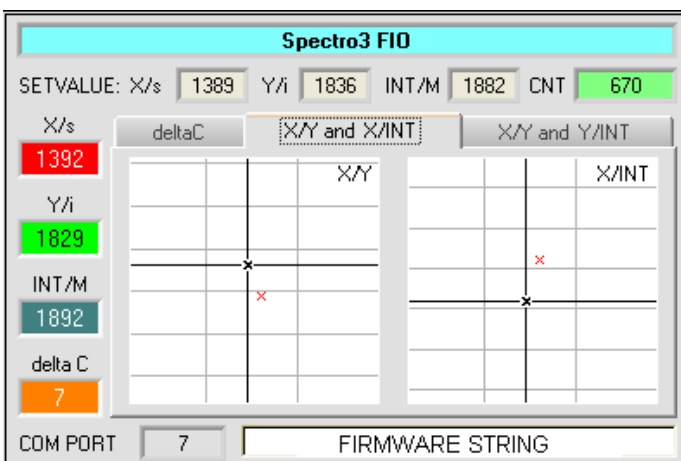 Spectro3 FIO
SETVALUE: X/s 1389 Y/i 1836 INT/M 1882 CNT 670
X/s
1392
Y/i
1829
INT/M
1892
delta C
7
deltaC X/Y and X/INT X/Y and Y/INT
X/Y X/INT
COM PORT 7 FIRMWARE STRING